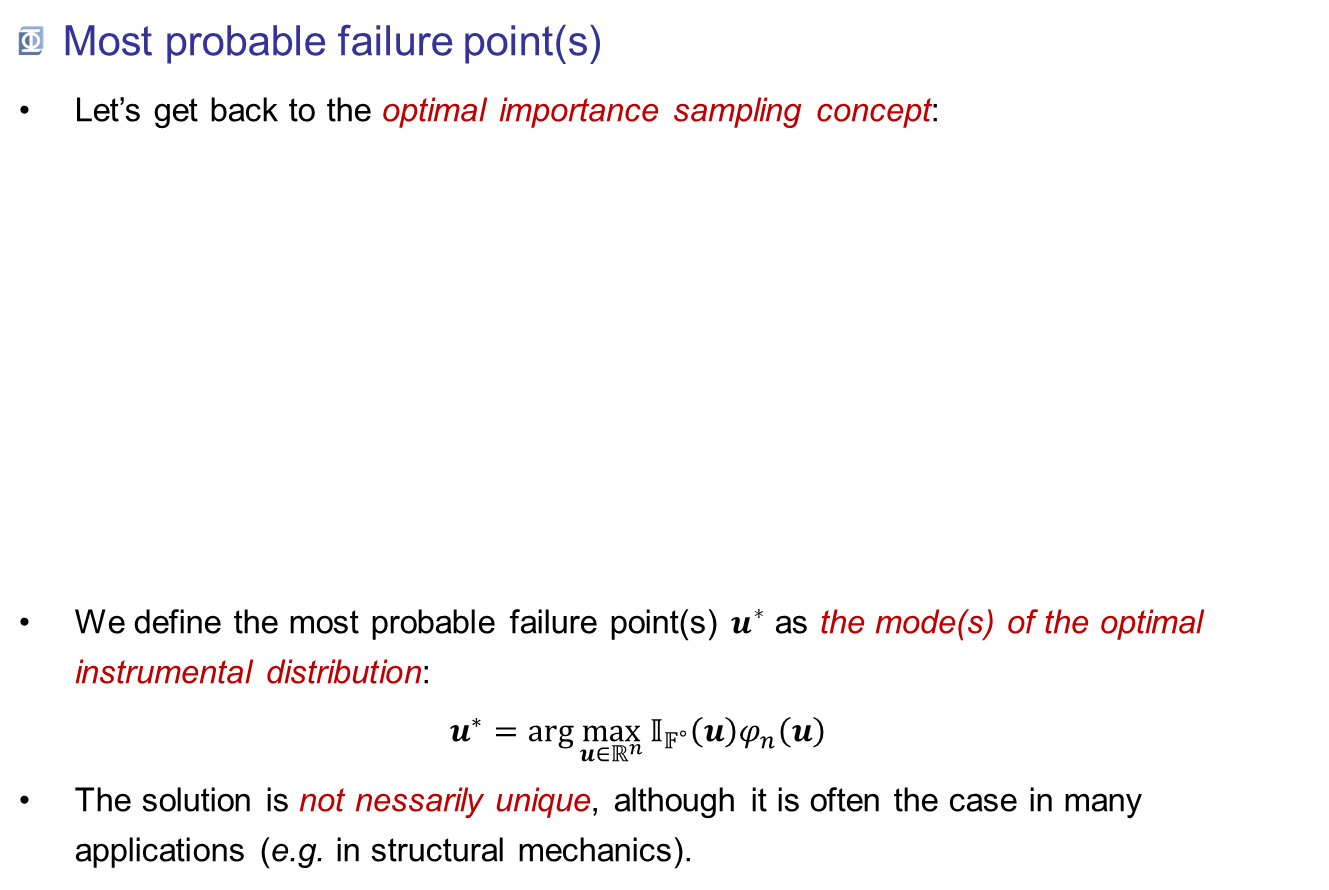 Most probable failure point(s)
• Let’s get back to the optimal importance sampling concept:
• We define the most probable failure point(s) 𝒖* as the mode(s) of the optimal
instrumental distribution:
𝒖* = arg max 𝕀_𝔽°(𝒖)φₙ(𝒖)
𝒖∈ℝⁿ
• The solution is not nessarily unique, although it is often the case in many
applications (e.g. in structural mechanics).